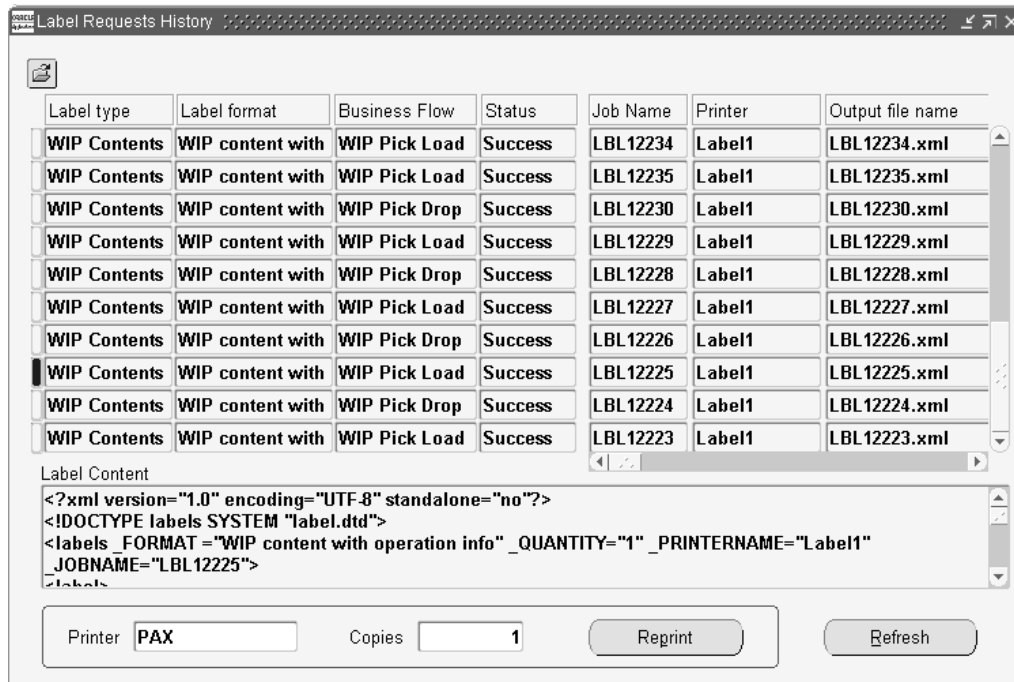 Label Requests History
Label type Label format Business Flow Status Job Name Printer Output file name
WIP Contents WIP content with WIP Pick Load Success LBL12234 Label1 LBL12234.xml
WIP Contents WIP content with WIP Pick Load Success LBL12235 Label1 LBL12235.xml
WIP Contents WIP content with WIP Pick Drop Success LBL12230 Label1 LBL12230.xml
WIP Contents WIP content with WIP Pick Load Success LBL12229 Label1 LBL12229.xml
WIP Contents WIP content with WIP Pick Drop Success LBL12228 Label1 LBL12228.xml
WIP Contents WIP content with WIP Pick Load Success LBL12227 Label1 LBL12227.xml
WIP Contents WIP content with WIP Pick Drop Success LBL12226 Label1 LBL12226.xml
WIP Contents WIP content with WIP Pick Load Success LBL12225 Label1 LBL12225.xml
WIP Contents WIP content with WIP Pick Drop Success LBL12224 Label1 LBL12224.xml
WIP Contents WIP content with WIP Pick Load Success LBL12223 Label1 LBL12223.xml
Label Content
<?xml version="1.0" encoding="UTF-8" standalone="no"?>
<!DOCTYPE labels SYSTEM "label.dtd">
<labels _FORMAT ="WIP content with operation info" _QUANTITY="1" _PRINTERNAME="Label1"
_JOBNAME="LBL12225">
<label>
Printer PAX Copies 1 Reprint Refresh